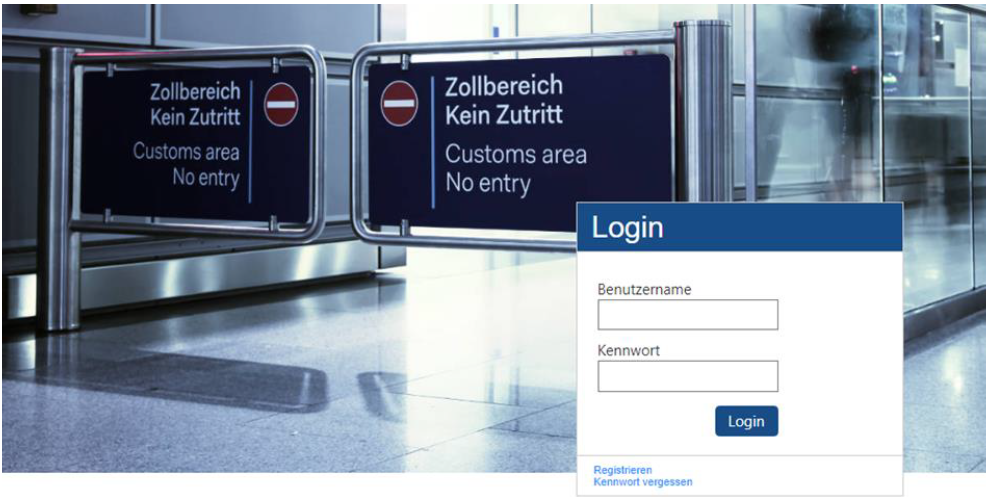 Zollbereich
Kein Zutritt
Customs area
No entry
Zollbereich
Kein Zutritt
Customs area
No entry
Login
Benutzername
Kennwort
Login
Registrieren
Kennwort vergessen